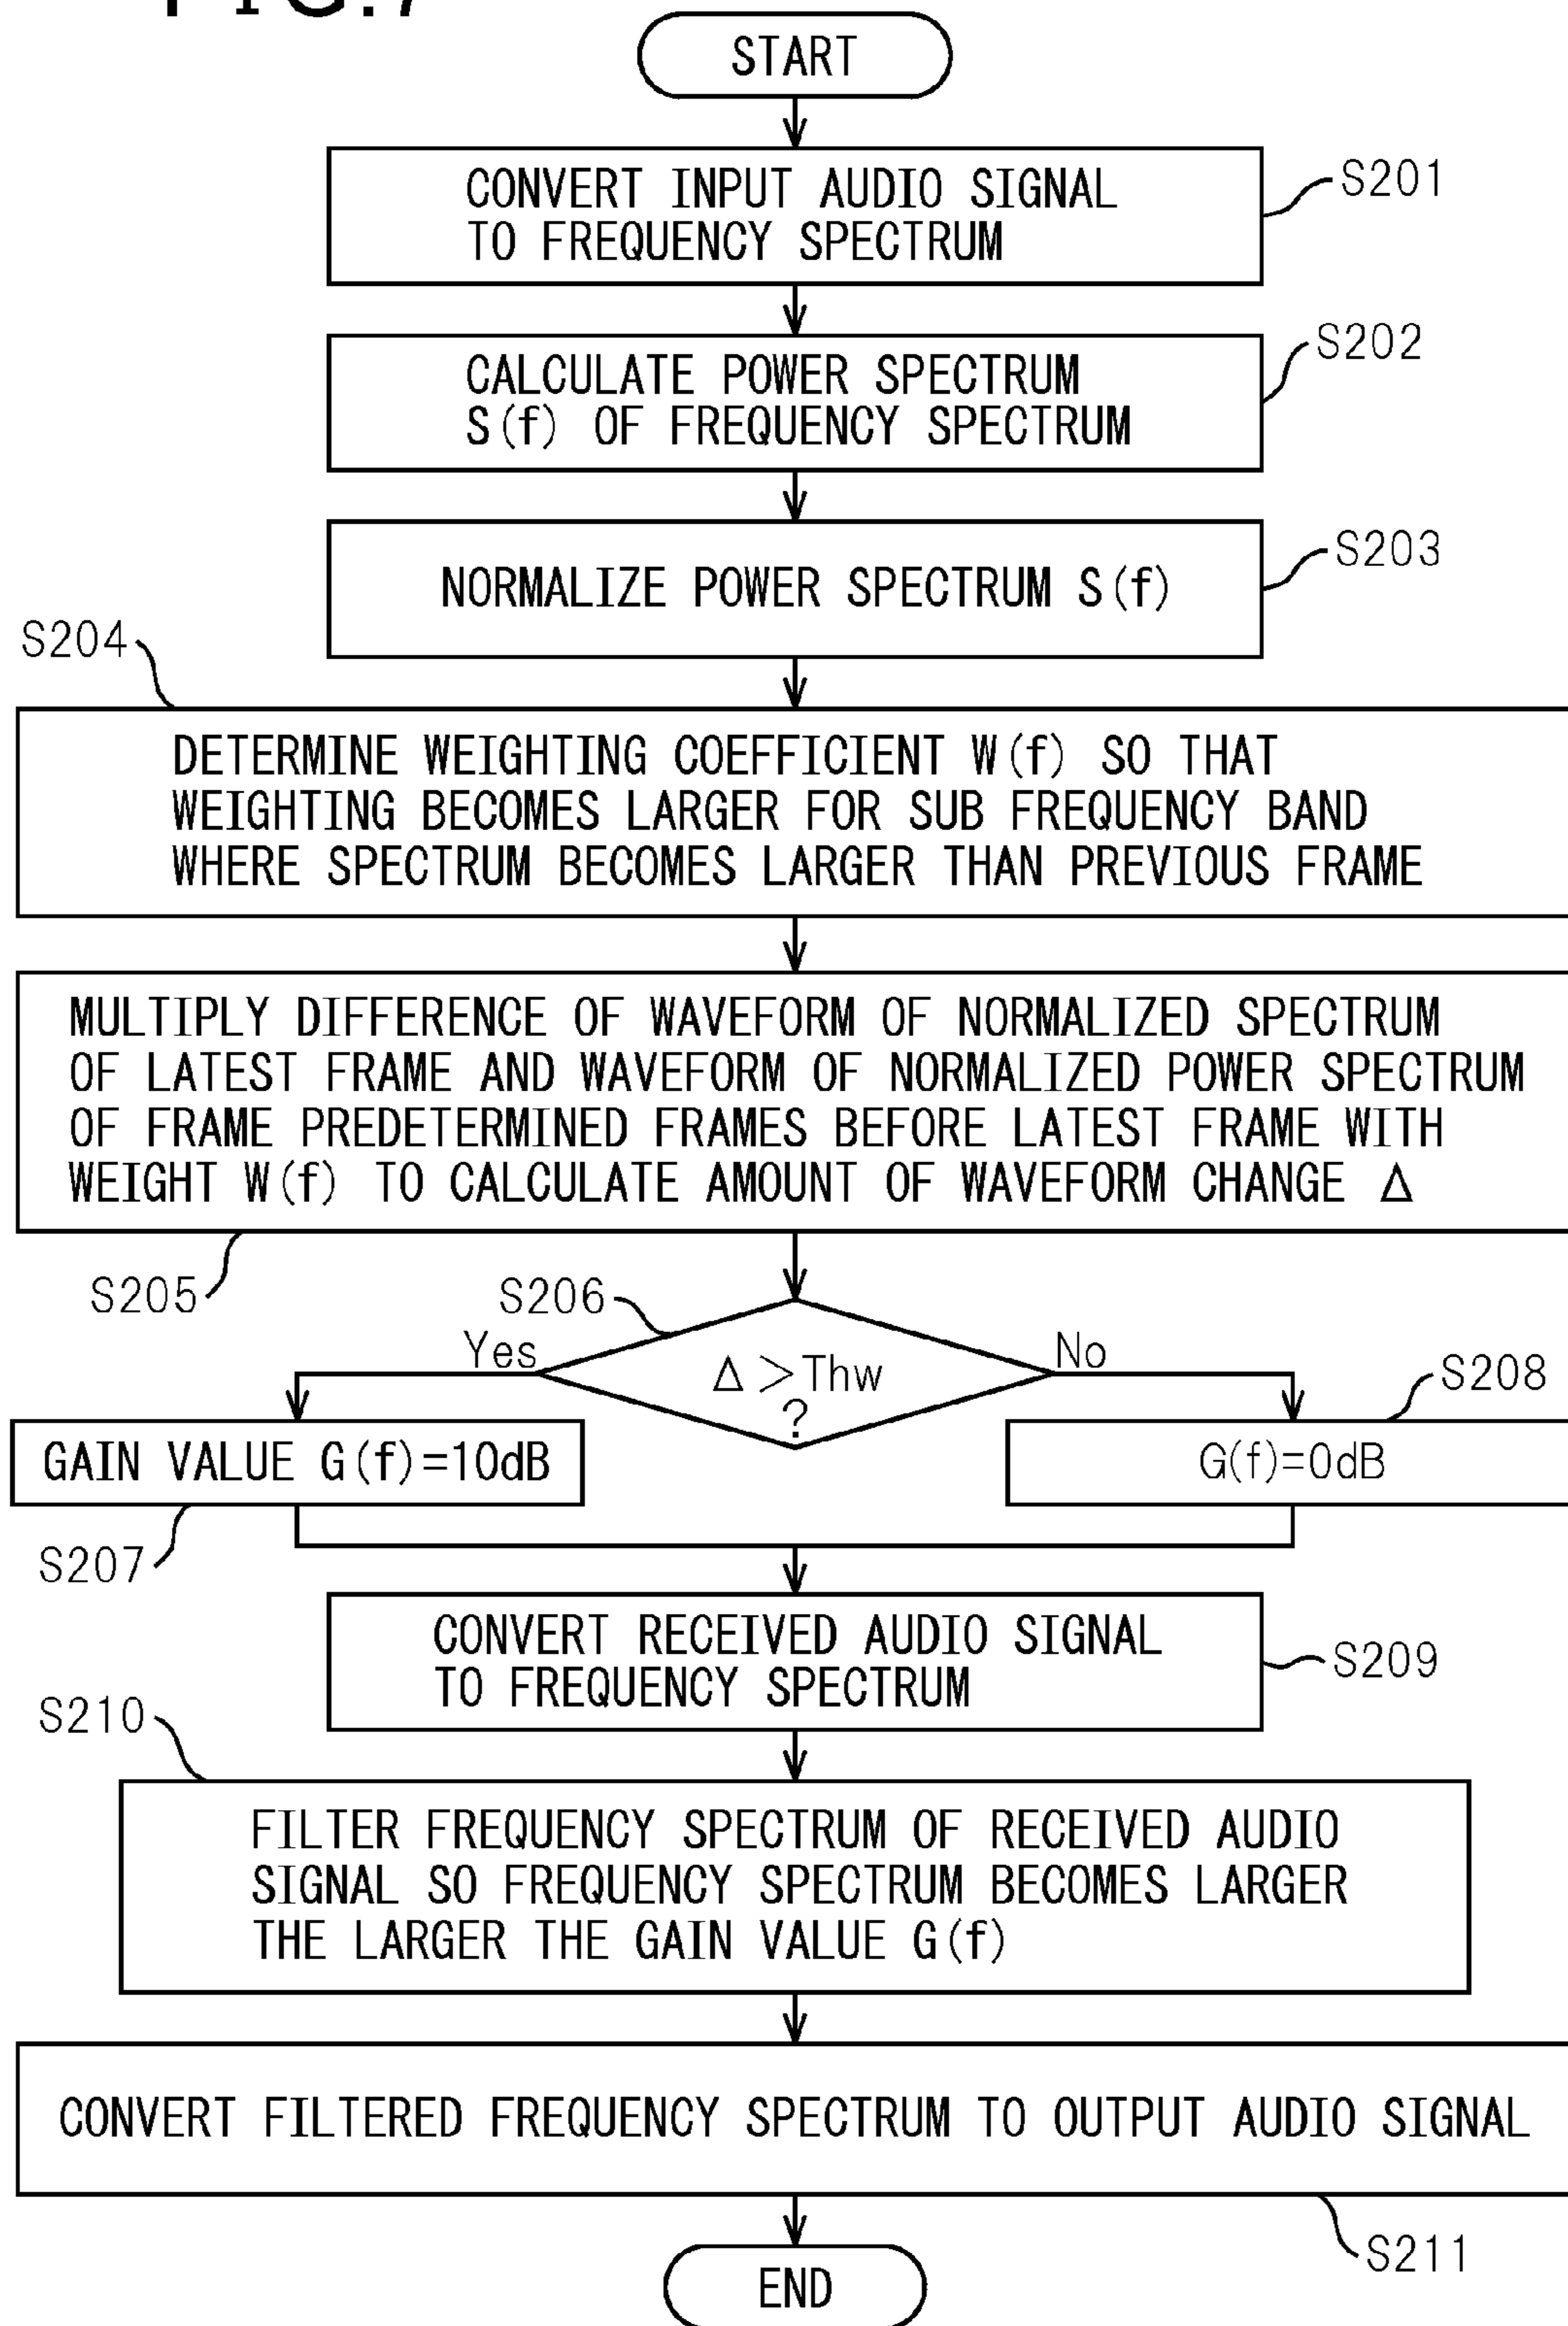 FIG.7
START
CONVERT INPUT AUDIO SIGNAL
TO FREQUENCY SPECTRUM
S201
CALCULATE POWER SPECTRUM
S(f) OF FREQUENCY SPECTRUM
S202
NORMALIZE POWER SPECTRUM S(f)
S203
S204
DETERMINE WEIGHTING COEFFICIENT W(f) SO THAT
WEIGHTING BECOMES LARGER FOR SUB FREQUENCY BAND
WHERE SPECTRUM BECOMES LARGER THAN PREVIOUS FRAME
MULTIPLY DIFFERENCE OF WAVEFORM OF NORMALIZED SPECTRUM
OF LATEST FRAME AND WAVEFORM OF NORMALIZED POWER SPECTRUM
OF FRAME PREDETERMINED FRAMES BEFORE LATEST FRAME WITH
WEIGHT W(f) TO CALCULATE AMOUNT OF WAVEFORM CHANGE Δ
S205
S206
Yes
Δ>Thw
?
No
S208
GAIN VALUE G(f)=10dB
G(f)=0dB
S207
CONVERT RECEIVED AUDIO SIGNAL
TO FREQUENCY SPECTRUM
S209
S210
FILTER FREQUENCY SPECTRUM OF RECEIVED AUDIO
SIGNAL SO FREQUENCY SPECTRUM BECOMES LARGER
THE LARGER THE GAIN VALUE G(f)
CONVERT FILTERED FREQUENCY SPECTRUM TO OUTPUT AUDIO SIGNAL
S211
END